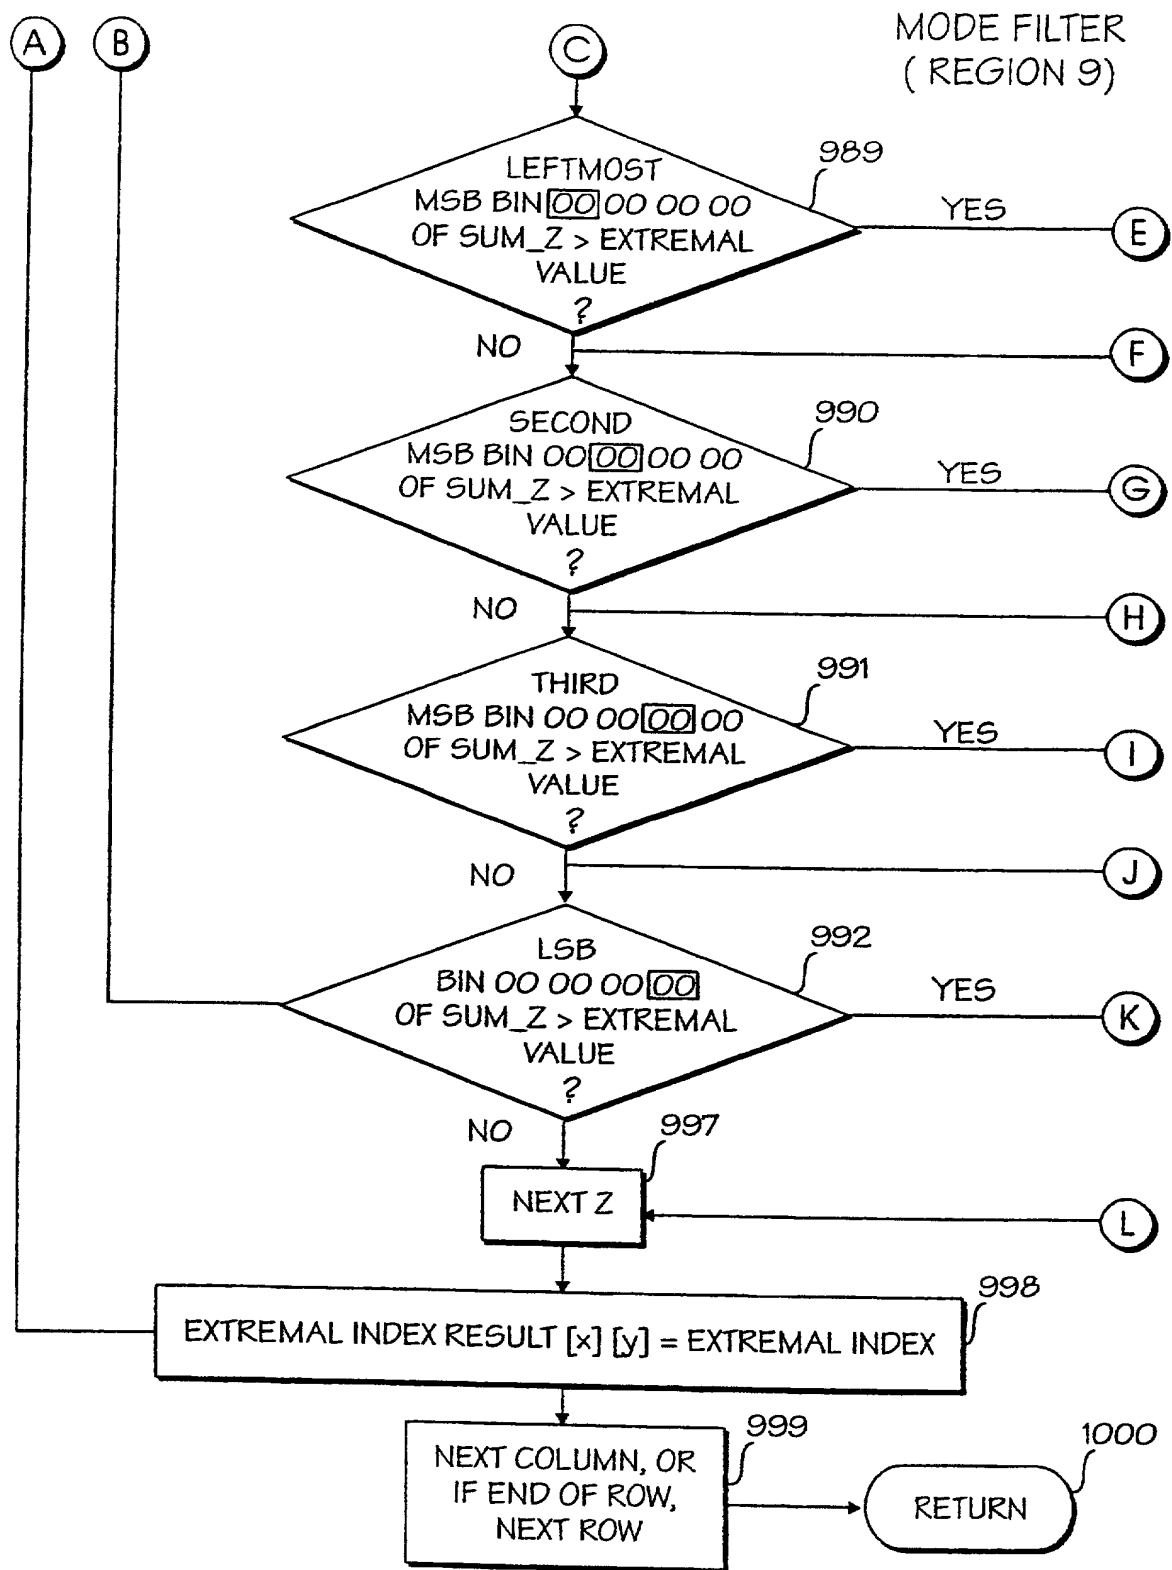 A
B
C
MODE FILTER
( REGION 9)
989
LEFTMOST
MSB BIN 00 00 00 00
OF SUM_Z > EXTREMAL
VALUE
?
YES
E
NO
F
990
SECOND
MSB BIN 00 00 00 00
OF SUM_Z > EXTREMAL
VALUE
?
YES
G
NO
H
991
THIRD
MSB BIN 00 00 00 00
OF SUM_Z > EXTREMAL
VALUE
?
YES
I
NO
J
992
LSB
BIN 00 00 00 00
OF SUM_Z > EXTREMAL
VALUE
?
YES
K
NO
997
NEXT Z
L
998
EXTREMAL INDEX RESULT [x] [y] = EXTREMAL INDEX
999
NEXT COLUMN, OR
IF END OF ROW,
NEXT ROW
1000
RETURN